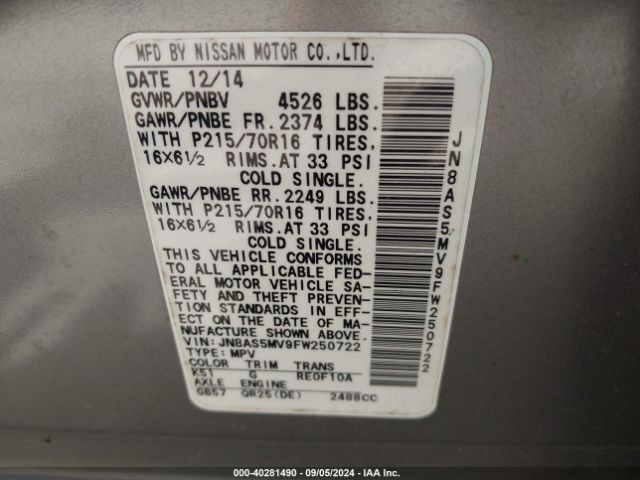 MFD BY NISSAN MOTOR CO.,LTD.
DATE 12/14
GVWR/PNBV 4526 LBS.
GAWR/PNBE FR. 2374 LBS.
WITH P215/70R16 TIRES,
16X6½ RIMS.AT 33 PSI
COLD SINGLE.
GAWR/PNBE RR. 2249 LBS.
WITH P215/70R16 TIRES,
16X6½ RIMS.AT 33 PSI
COLD SINGLE.
THIS VEHICLE CONFORMS
TO ALL APPLICABLE FED-
ERAL MOTOR VEHICLE SA-
FETY AND THEFT PREVEN-
TION STANDARDS IN EFF-
ECT ON THE DATE OF MA-
NUFACTURE SHOWN ABOVE.
VIN: JN8AS5MV9FW250722
TYPE: MPV
COLOR TRIM TRANS
K51 G RE0F10A
AXLE ENGINE
GB57 QR25(DE) 2488CC
JN8AS5MV9FW250722
000-40281490 - 09/05/2024 - IAAI.COM